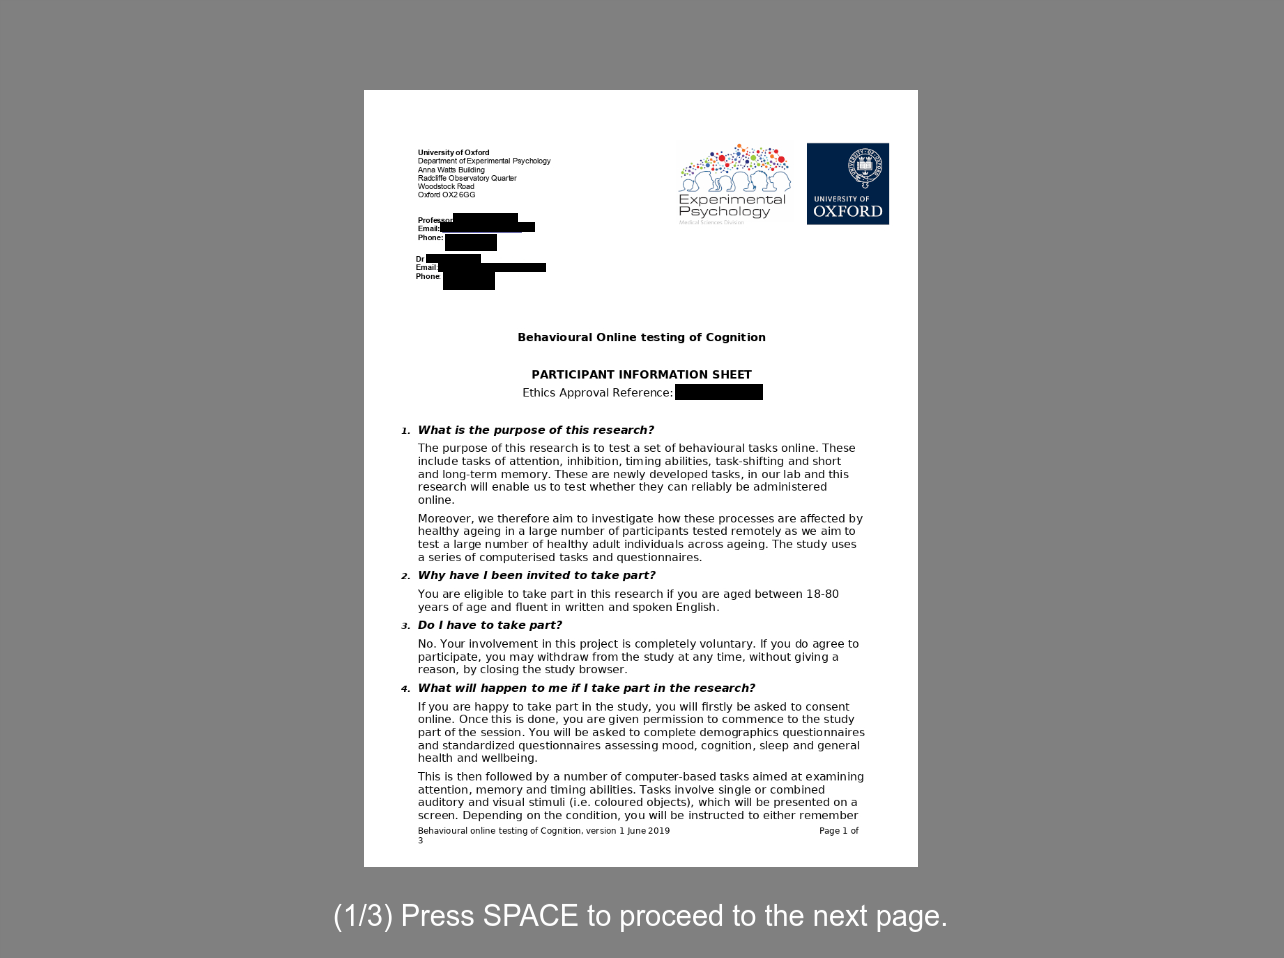 University of Oxford
Department of Experimental Psychology
Anna Watts Building
Radcliffe Observatory Quarter
Woodstock Road
Oxford OX2 6GG
Professor
Email:
Phone:
Dr
Email
Phone
Experimental
Psychology
Medical Sciences Division
UNIVERSITY OF
OXFORD
Behavioural Online testing of Cognition
PARTICIPANT INFORMATION SHEET
Ethics Approval Reference:
1. What is the purpose of this research?
The purpose of this research is to test a set of behavioural tasks online. These
include tasks of attention, inhibition, timing abilities, task-shifting and short
and long-term memory. These are newly developed tasks, in our lab and this
research will enable us to test whether they can reliably be administered
online.
Moreover, we therefore aim to investigate how these processes are affected by
healthy ageing in a large number of participants tested remotely as we aim to
test a large number of healthy adult individuals across ageing. The study uses
a series of computerised tasks and questionnaires.
2. Why have I been invited to take part?
You are eligible to take part in this research if you are aged between 18-80
years of age and fluent in written and spoken English.
3. Do I have to take part?
No. Your involvement in this project is completely voluntary. If you do agree to
participate, you may withdraw from the study at any time, without giving a
reason, by closing the study browser.
4. What will happen to me if I take part in the research?
If you are happy to take part in the study, you will firstly be asked to consent
online. Once this is done, you are given permission to commence to the study
part of the session. You will be asked to complete demographics questionnaires
and standardized questionnaires assessing mood, cognition, sleep and general
health and wellbeing.
This is then followed by a number of computer-based tasks aimed at examining
attention, memory and timing abilities. Tasks involve single or combined
auditory and visual stimuli (i.e. coloured objects), which will be presented on a
screen. Depending on the condition, you will be instructed to either remember
Behavioural online testing of Cognition, version 1 June 2019 Page 1 of
3
(1/3) Press SPACE to proceed to the next page.